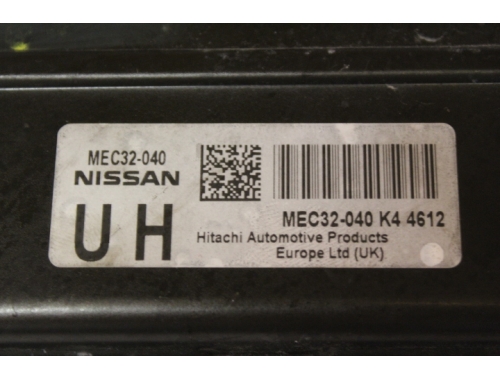 MEC32-040
NISSAN
UH
MEC32-040 K4 4612
Hitachi Automotive Products
Europe Ltd (UK)